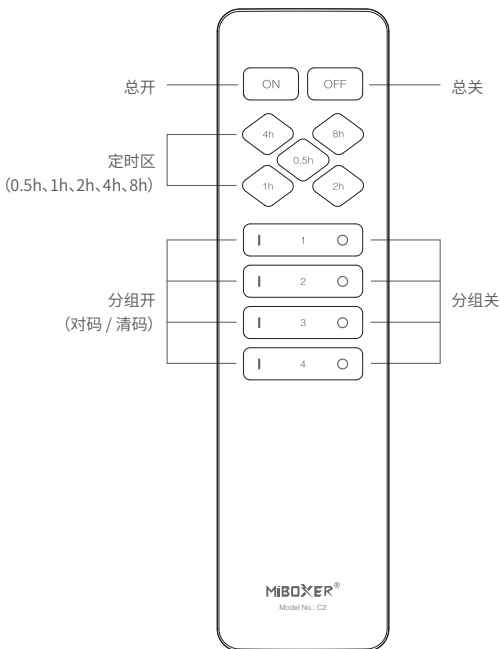 总开
ON
OFF
总关
4h
8h
定时区
(0.5h、1h、2h、4h、8h)
0.5h
1h
2h
1
2
分组开
(对码 / 清码)
分组关
3
4
MiBOXER®
Model No.: C2